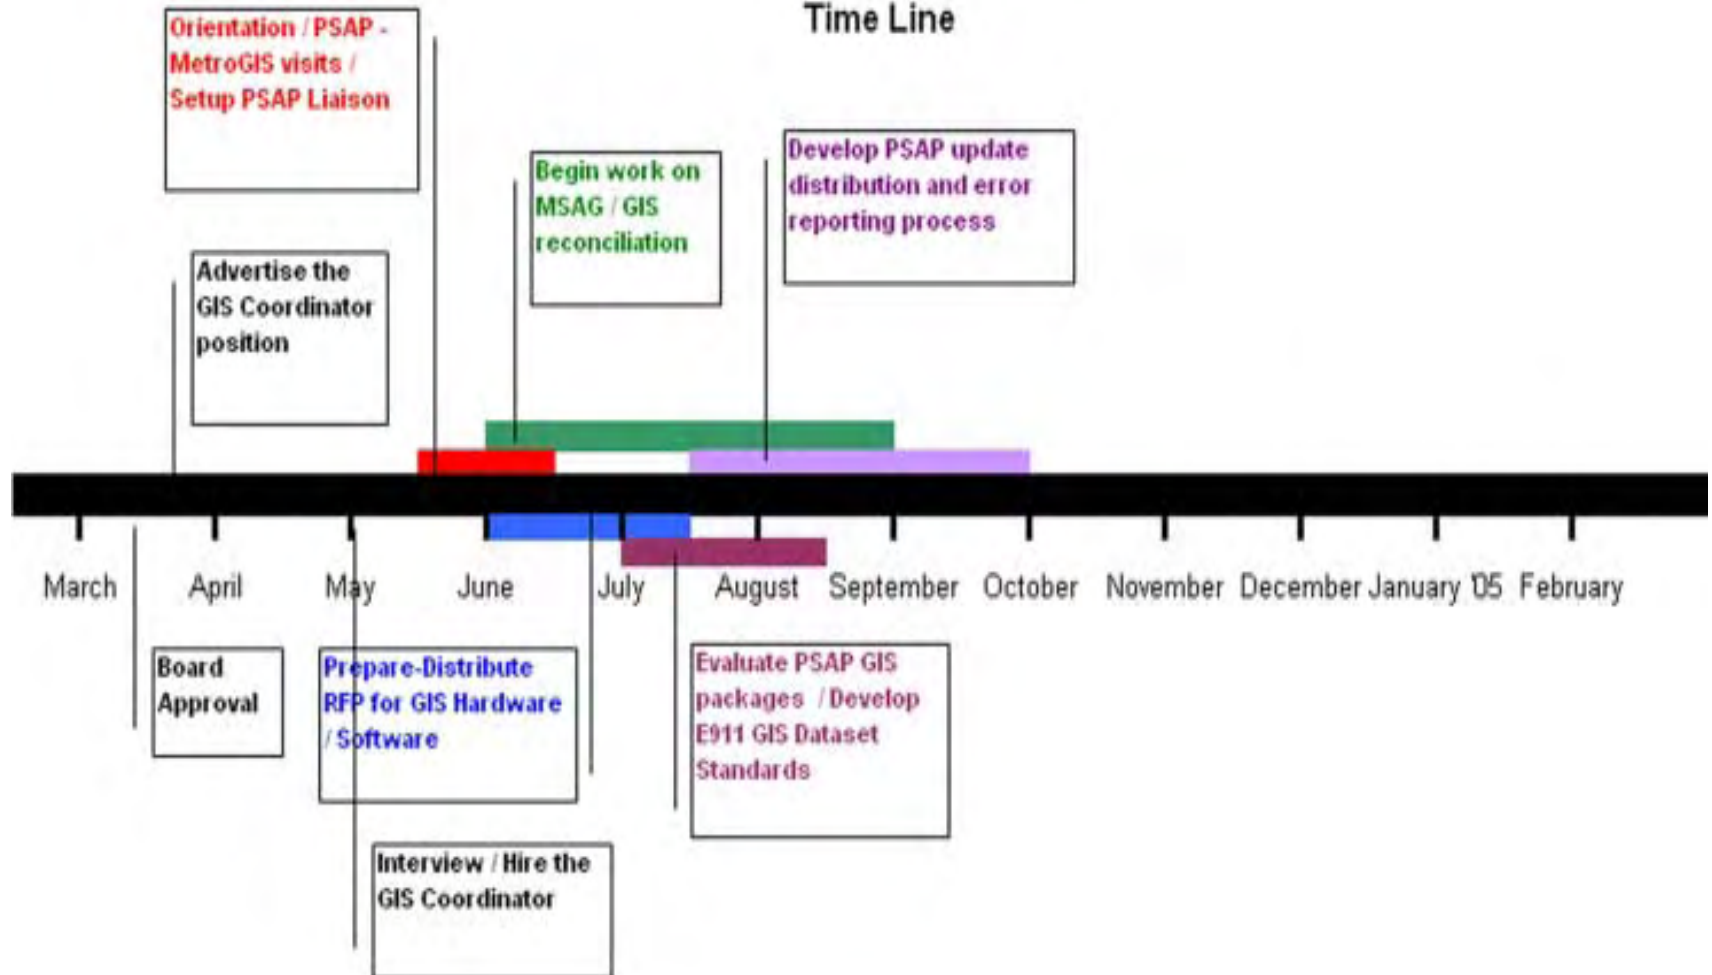 Time Line
Orientation / PSAP -
MetroGIS visits /
Setup PSAP Liaison
Develop PSAP update
distribution and error
reporting process
Begin work on
MSAG / GIS
reconciliation
Advertise the
GIS Coordinator
position
March April May June July August September October November December January '05 February
Board
Approval
Prepare-Distribute
RFP for GIS Hardware
/ Software
Evaluate PSAP GIS
packages / Develop
E911 GIS Dataset
Standards
Interview / Hire the
GIS Coordinator